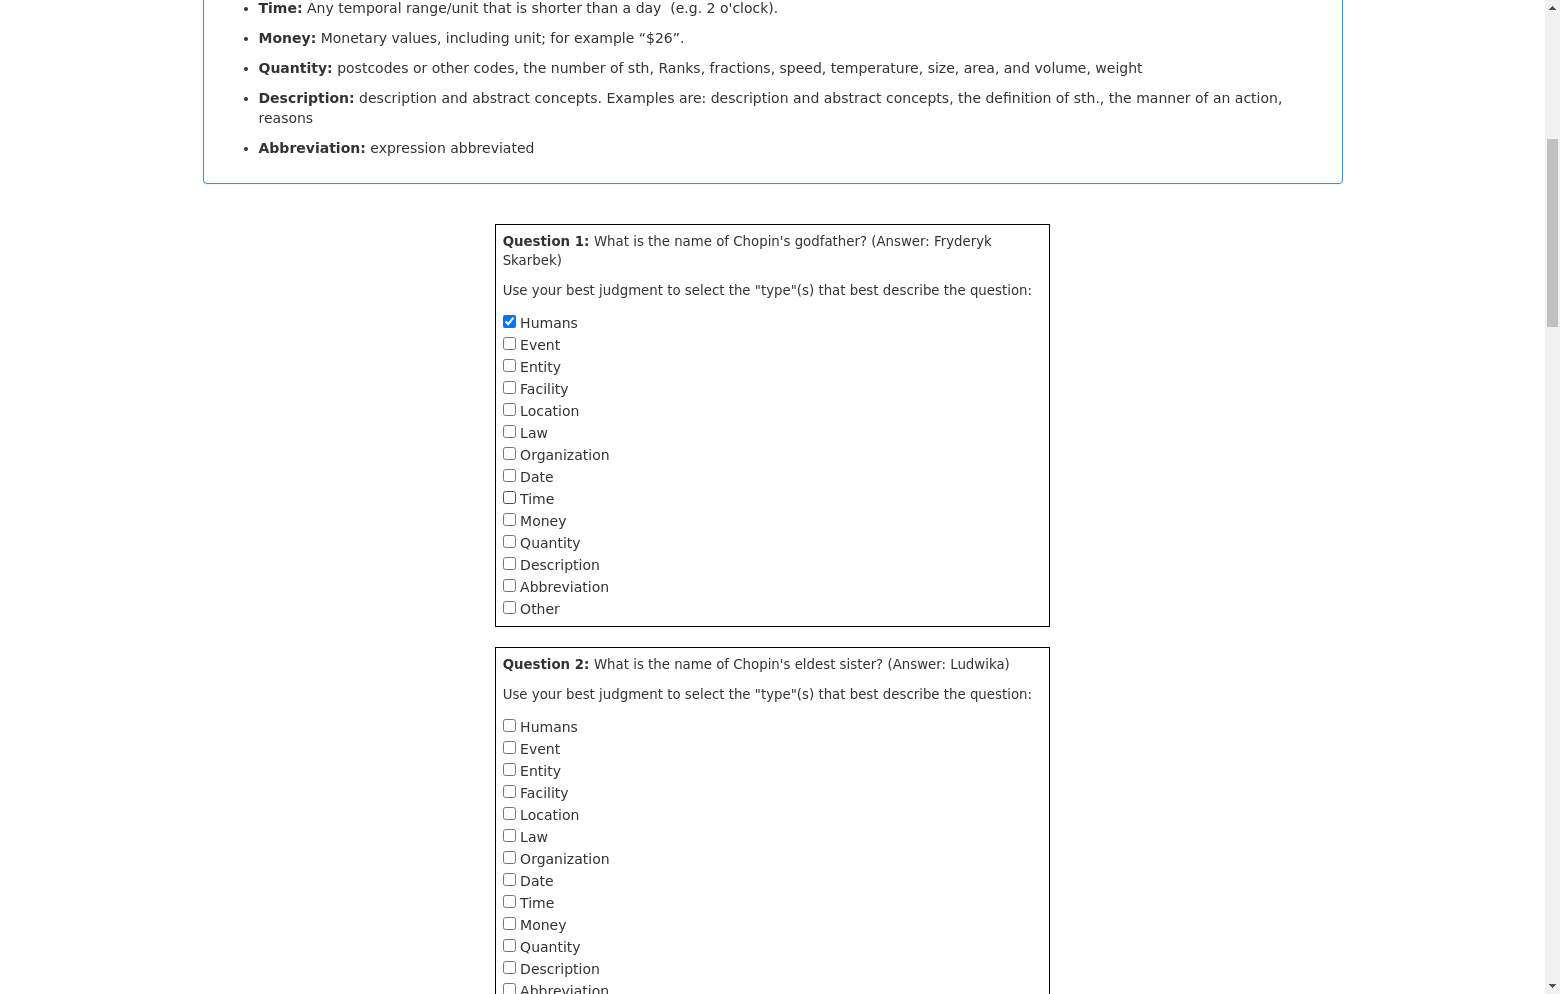 Time: Any temporal range/unit that is shorter than a day  (e.g. 2 o'clock).
Money: Monetary values, including unit; for example “$26”.
Quantity: postcodes or other codes, the number of sth, Ranks, fractions, speed, temperature, size, area, and volume, weight
Description: description and abstract concepts. Examples are: description and abstract concepts, the definition of sth., the manner of an action,
reasons
Abbreviation: expression abbreviated
Question 1: What is the name of Chopin's godfather? (Answer: Fryderyk
Skarbek)
Use your best judgment to select the "type"(s) that best describe the question:
Humans
Event
Entity
Facility
Location
Law
Organization
Date
Time
Money
Quantity
Description
Abbreviation
Other
Question 2: What is the name of Chopin's eldest sister? (Answer: Ludwika)
Use your best judgment to select the "type"(s) that best describe the question:
Humans
Event
Entity
Facility
Location
Law
Organization
Date
Time
Money
Quantity
Description
Abbreviation